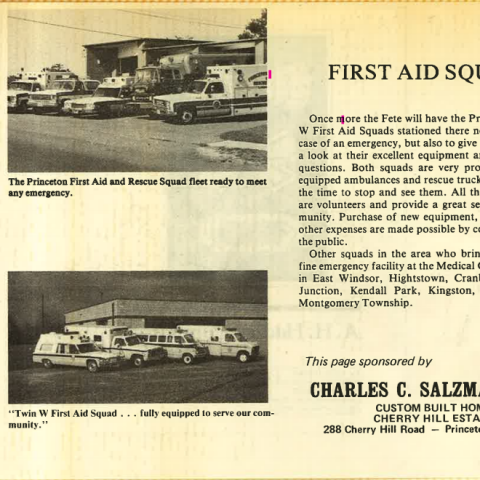 The Princeton First Aid and Rescue Squad fleet ready to meet
any emergency.
"Twin W First Aid Squad . . . fully equipped to serve our com-
munity."
FIRST AID SQU
Once more the Fete will have the Pr
W First Aid Squads stationed there n
case of an emergency, but also to give
a look at their excellent equipment a
questions. Both squads are very pro
equipped ambulances and rescue truck
the time to stop and see them. All th
are volunteers and provide a great se
munity. Purchase of new equipment,
other expenses are made possible by co
the public.
Other squads in the area who brin
fine emergency facility at the Medical C
in East Windsor, Hightstown, Cranb
Junction, Kendall Park, Kingston,
Montgomery Township.
This page sponsored by
CHARLES C. SALZMA
CUSTOM BUILT HOM
CHERRY HILL ESTA
288 Cherry Hill Road — Princeto